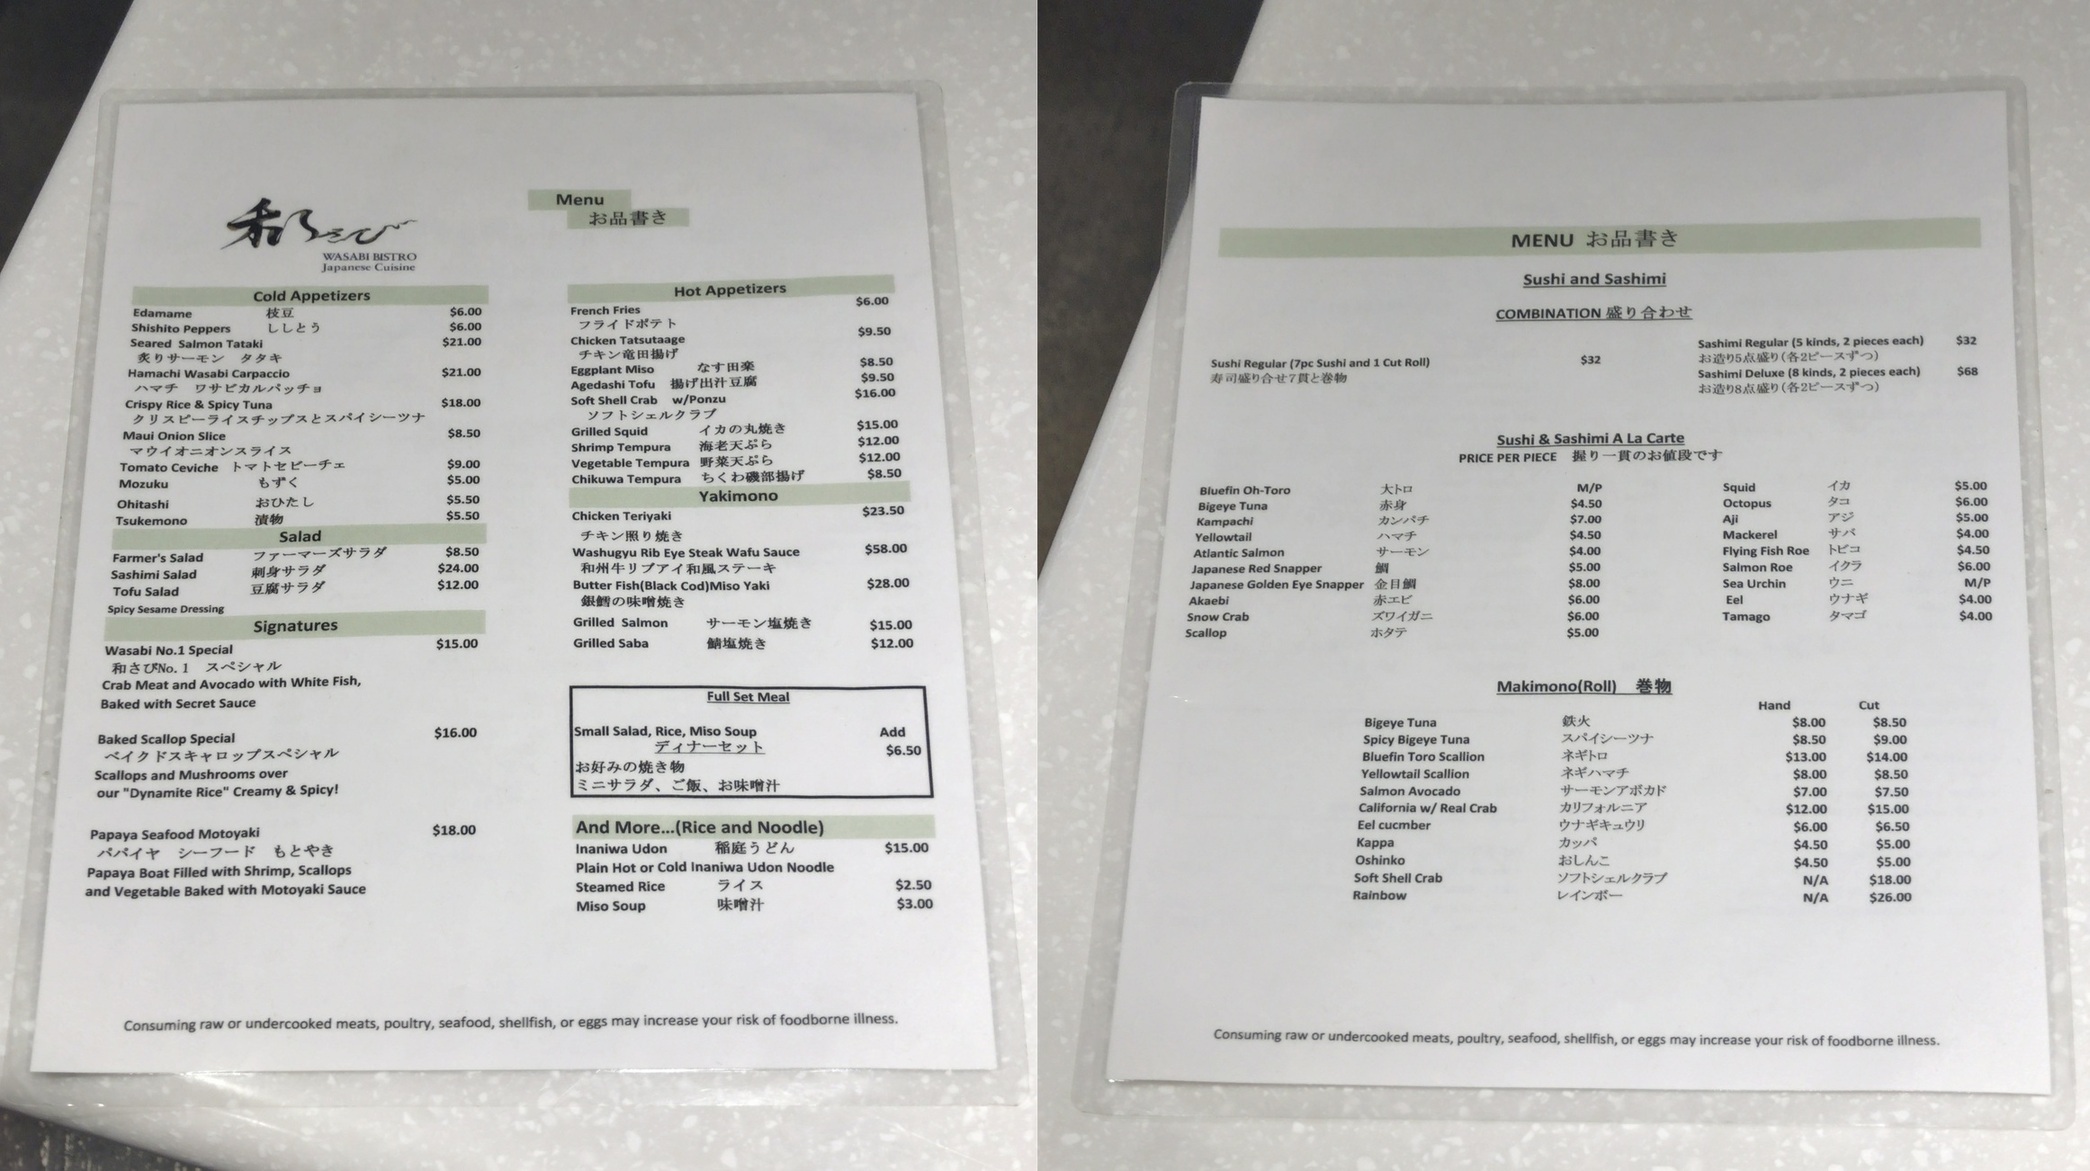 和さび
WASABI BISTRO
Japanese Cuisine
Menu
お品書き
Cold Appetizers
Edamame 枝豆 $6.00
Shishito Peppers ししとう $6.00
Seared Salmon Tataki $21.00
炙りサーモン タタキ
Hamachi Wasabi Carpaccio $21.00
ハマチ ワサビカルパッチョ
Crispy Rice & Spicy Tuna $18.00
クリスピーライスチップスとスパイシーツナ
Maui Onion Slice $8.50
マウイオニオンスライス
Tomato Ceviche トマトセビーチェ $9.00
Mozuku もずく $5.00
Ohitashi おひたし $5.50
Tsukemono 漬物 $5.50
Salad
Farmer's Salad ファーマーズサラダ $8.50
Sashimi Salad 刺身サラダ $24.00
Tofu Salad 豆腐サラダ $12.00
Spicy Sesame Dressing
Signatures
Wasabi No.1 Special $15.00
和さびNo.1 スペシャル
Crab Meat and Avocado with White Fish,
Baked with Secret Sauce
Baked Scallop Special $16.00
ベイクドスキャロップスペシャル
Scallops and Mushrooms over
our "Dynamite Rice" Creamy & Spicy!
Papaya Seafood Motoyaki $18.00
パパイヤ シーフード もとやき
Papaya Boat Filled with Shrimp, Scallops
and Vegetable Baked with Motoyaki Sauce
Hot Appetizers
French Fries $6.00
フライドポテト
Chicken Tatsutaage $9.50
チキン竜田揚げ
Eggplant Miso なす田楽 $8.50
Agedashi Tofu 揚げ出汁豆腐 $9.50
Soft Shell Crab w/Ponzu $16.00
ソフトシェルクラブ
Grilled Squid イカの丸焼き $15.00
Shrimp Tempura 海老天ぷら $12.00
Vegetable Tempura 野菜天ぷら $12.00
Chikuwa Tempura ちくわ磯部揚げ $8.50
Yakimono
Chicken Teriyaki $23.50
チキン照り焼き
Washugyu Rib Eye Steak Wafu Sauce $58.00
和州牛リブアイ和風ステーキ
Butter Fish(Black Cod)Miso Yaki $28.00
銀鱈の味噌焼き
Grilled Salmon サーモン塩焼き $15.00
Grilled Saba 鯖塩焼き $12.00
Full Set Meal
Small Salad, Rice, Miso Soup Add
ディナーセット $6.50
お好みの焼き物
ミニサラダ、ご飯、お味噌汁
And More...(Rice and Noodle)
Inaniwa Udon 稲庭うどん $15.00
Plain Hot or Cold Inaniwa Udon Noodle
Steamed Rice ライス $2.50
Miso Soup 味噌汁 $3.00
Consuming raw or undercooked meats, poultry, seafood, shellfish, or eggs may increase your risk of foodborne illness.
MENU お品書き
Sushi and Sashimi
COMBINATION 盛り合わせ
Sushi Regular (7pc Sushi and 1 Cut Roll) $32
寿司盛り合せ7貫と巻物
Sashimi Regular (5 kinds, 2 pieces each) $32
お造り5点盛り(各2ピースずつ)
Sashimi Deluxe (8 kinds, 2 pieces each) $68
お造り8点盛り(各2ピースずつ)
Sushi & Sashimi A La Carte
PRICE PER PIECE 握り一貫のお値段です
Bluefin Oh-Toro 大トロ M/P
Bigeye Tuna 赤身 $4.50
Kampachi カンパチ $7.00
Yellowtail ハマチ $4.50
Atlantic Salmon サーモン $4.00
Japanese Red Snapper 鯛 $5.00
Japanese Golden Eye Snapper 金目鯛 $8.00
Akaebi 赤エビ $6.00
Snow Crab ズワイガニ $6.00
Scallop ホタテ $5.00
Squid イカ $5.00
Octopus タコ $6.00
Aji アジ $5.00
Mackerel サバ $4.00
Flying Fish Roe トビコ $4.50
Salmon Roe イクラ $6.00
Sea Urchin ウニ M/P
Eel ウナギ $4.00
Tamago タマゴ $4.00
Makimono(Roll) 巻物
Hand Cut
Bigeye Tuna 鉄火 $8.00 $8.50
Spicy Bigeye Tuna スパイシーツナ $8.50 $9.00
Bluefin Toro Scallion ネギトロ $13.00 $14.00
Yellowtail Scallion ネギハマチ $8.00 $8.50
Salmon Avocado サーモンアボカド $7.00 $7.50
California w/ Real Crab カリフォルニア $12.00 $15.00
Eel cucmber ウナギキュウリ $6.00 $6.50
Kappa カッパ $4.50 $5.00
Oshinko おしんこ $4.50 $5.00
Soft Shell Crab ソフトシェルクラブ N/A $18.00
Rainbow レインボー N/A $26.00
Consuming raw or undercooked meats, poultry, seafood, shellfish, or eggs may increase your risk of foodborne illness.